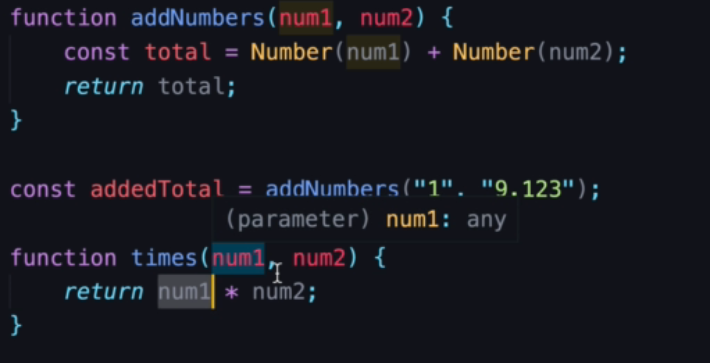 function addNumbers(num1, num2) {
    const total = Number(num1) + Number(num2);
    return total;
}
const addedTotal = addNumbers("1", "9.123");
(parameter) num1: any
function times(num1, num2) {
    return num1 * num2;
}